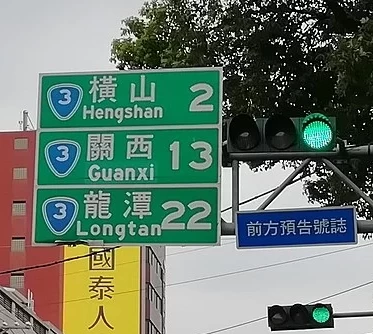 3 橫山 2
Hengshan
3 關西 13
Guanxi
3 龍潭 22
Longtan
前方預告號誌
國泰人